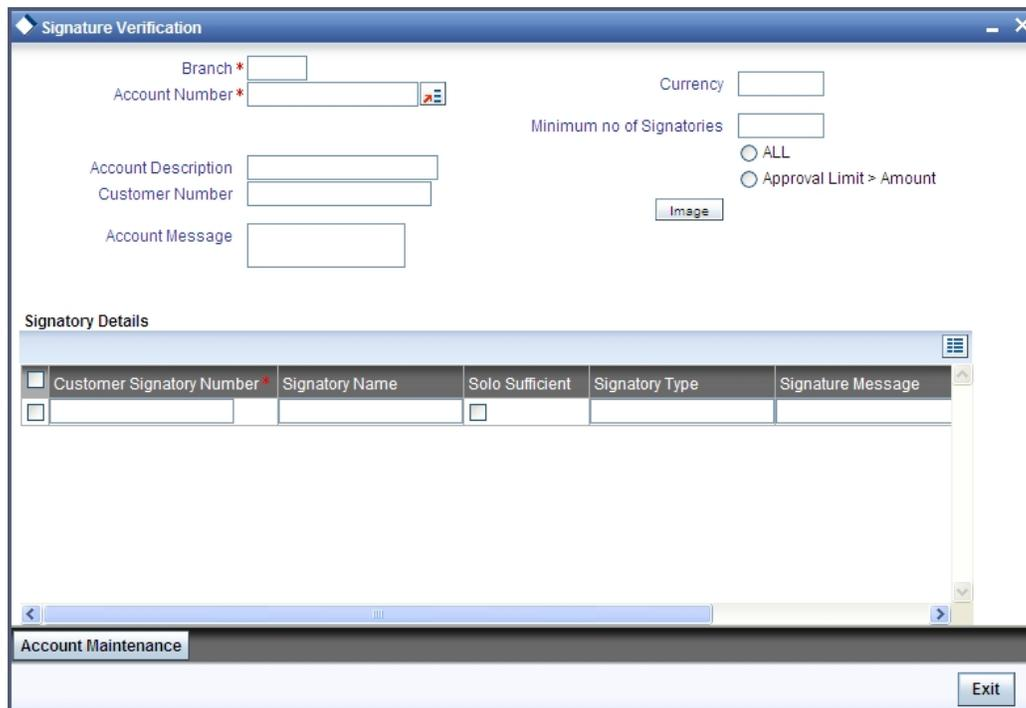 Signature Verification
Branch *
Account Number *
Currency
Minimum no of Signatories
ALL
Approval Limit > Amount
Account Description
Customer Number
Image
Account Message
Signatory Details
Customer Signatory Number * Signatory Name Solo Sufficient Signatory Type Signature Message
Account Maintenance
Exit